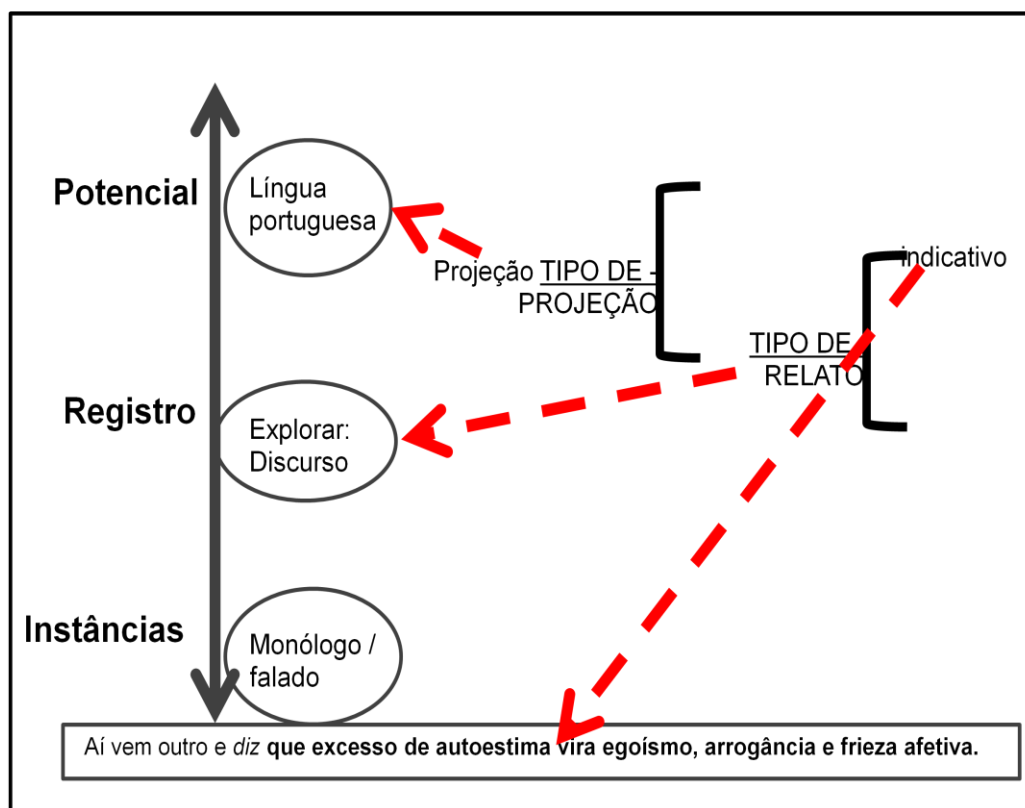 Potencial
Língua
portuguesa
Projeção TIPO DE -
PROJEÇÃO
indicativo
TIPO DE -
RELATO
Registro
Explorar:
Discurso
Instâncias
Monólogo /
falado
Aí vem outro e diz que excesso de autoestima vira egoísmo, arrogância e frieza afetiva.